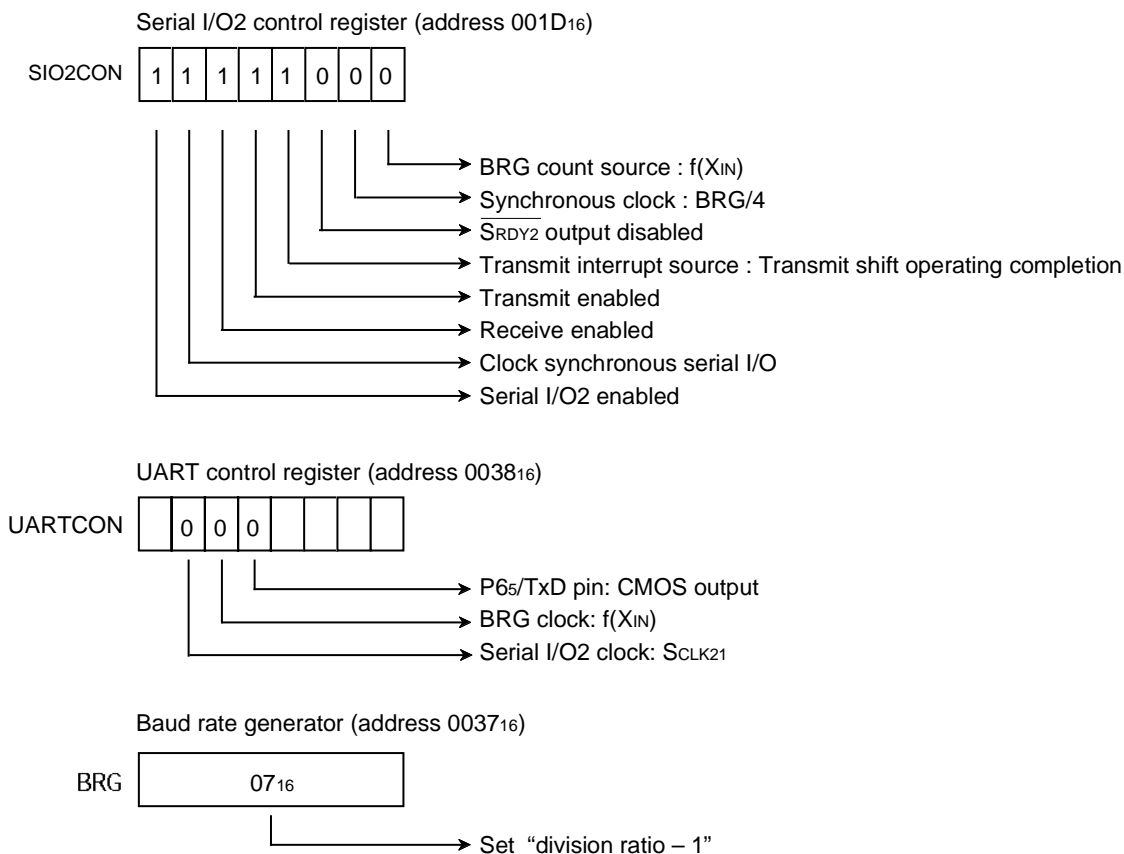 Serial I/O2 control register (address 001D16)
SIO2CON 1 1 1 1 1 0 0 0
BRG count source : f(XIN)
Synchronous clock : BRG/4
SRDY2 output disabled
Transmit interrupt source : Transmit shift operating completion
Transmit enabled
Receive enabled
Clock synchronous serial I/O
Serial I/O2 enabled
UART control register (address 003816)
UARTCON 0 0 0
P65/TxD pin: CMOS output
BRG clock: f(XIN)
Serial I/O2 clock: SCLK21
Baud rate generator (address 003716)
BRG 0716
Set “division ratio – 1”